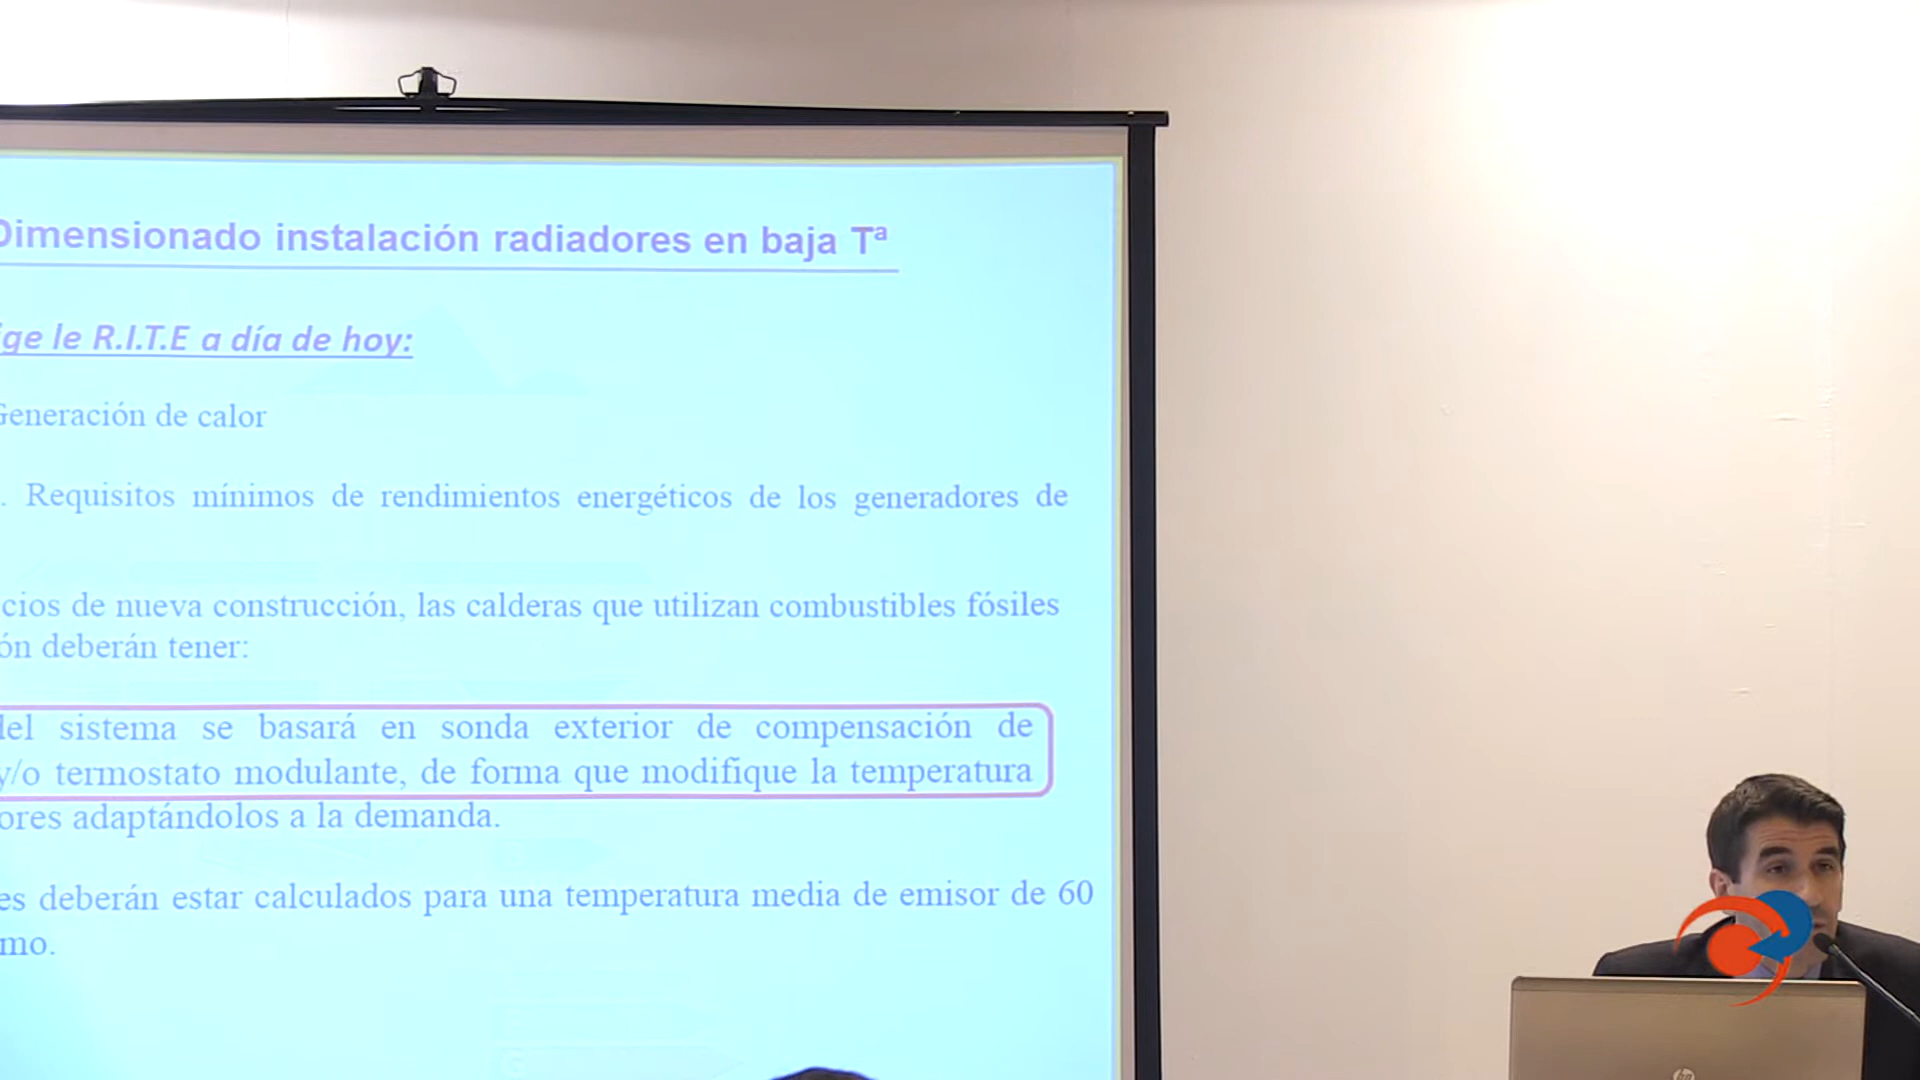 Dimensionado instalación radiadores en baja Tª
ige le R.I.T.E a día de hoy:
Generación de calor
. Requisitos mínimos de rendimientos energéticos de los generadores de
cios de nueva construcción, las calderas que utilizan combustibles fósiles
ón deberán tener:
del sistema se basará en sonda exterior de compensación de
y/o termostato modulante, de forma que modifique la temperatura
ores adaptándolos a la demanda.
es deberán estar calculados para una temperatura media de emisor de 60
mo.
hp